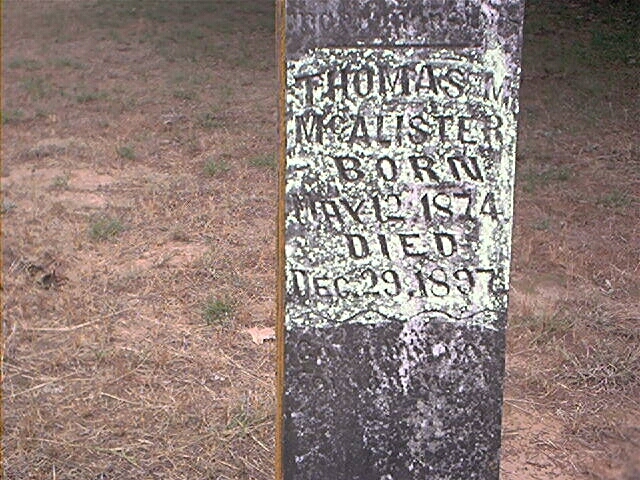 THOMAS M
McALISTER
BORN
MAY 12, 1874
DIED
DEC. 29, 1897